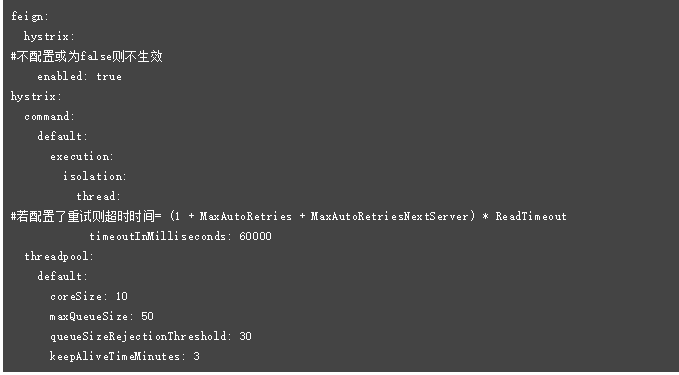 feign:
  hystrix:
#不配置或为false则不生效
    enabled: true
hystrix:
  command:
    default:
      execution:
        isolation:
          thread:
#若配置了重试则超时时间= (1 + MaxAutoRetries + MaxAutoRetriesNextServer) * ReadTimeout
            timeoutInMilliseconds: 60000
  threadpool:
    default:
      coreSize: 10
      maxQueueSize: 50
      queueSizeRejectionThreshold: 30
      keepAliveTimeMinutes: 3